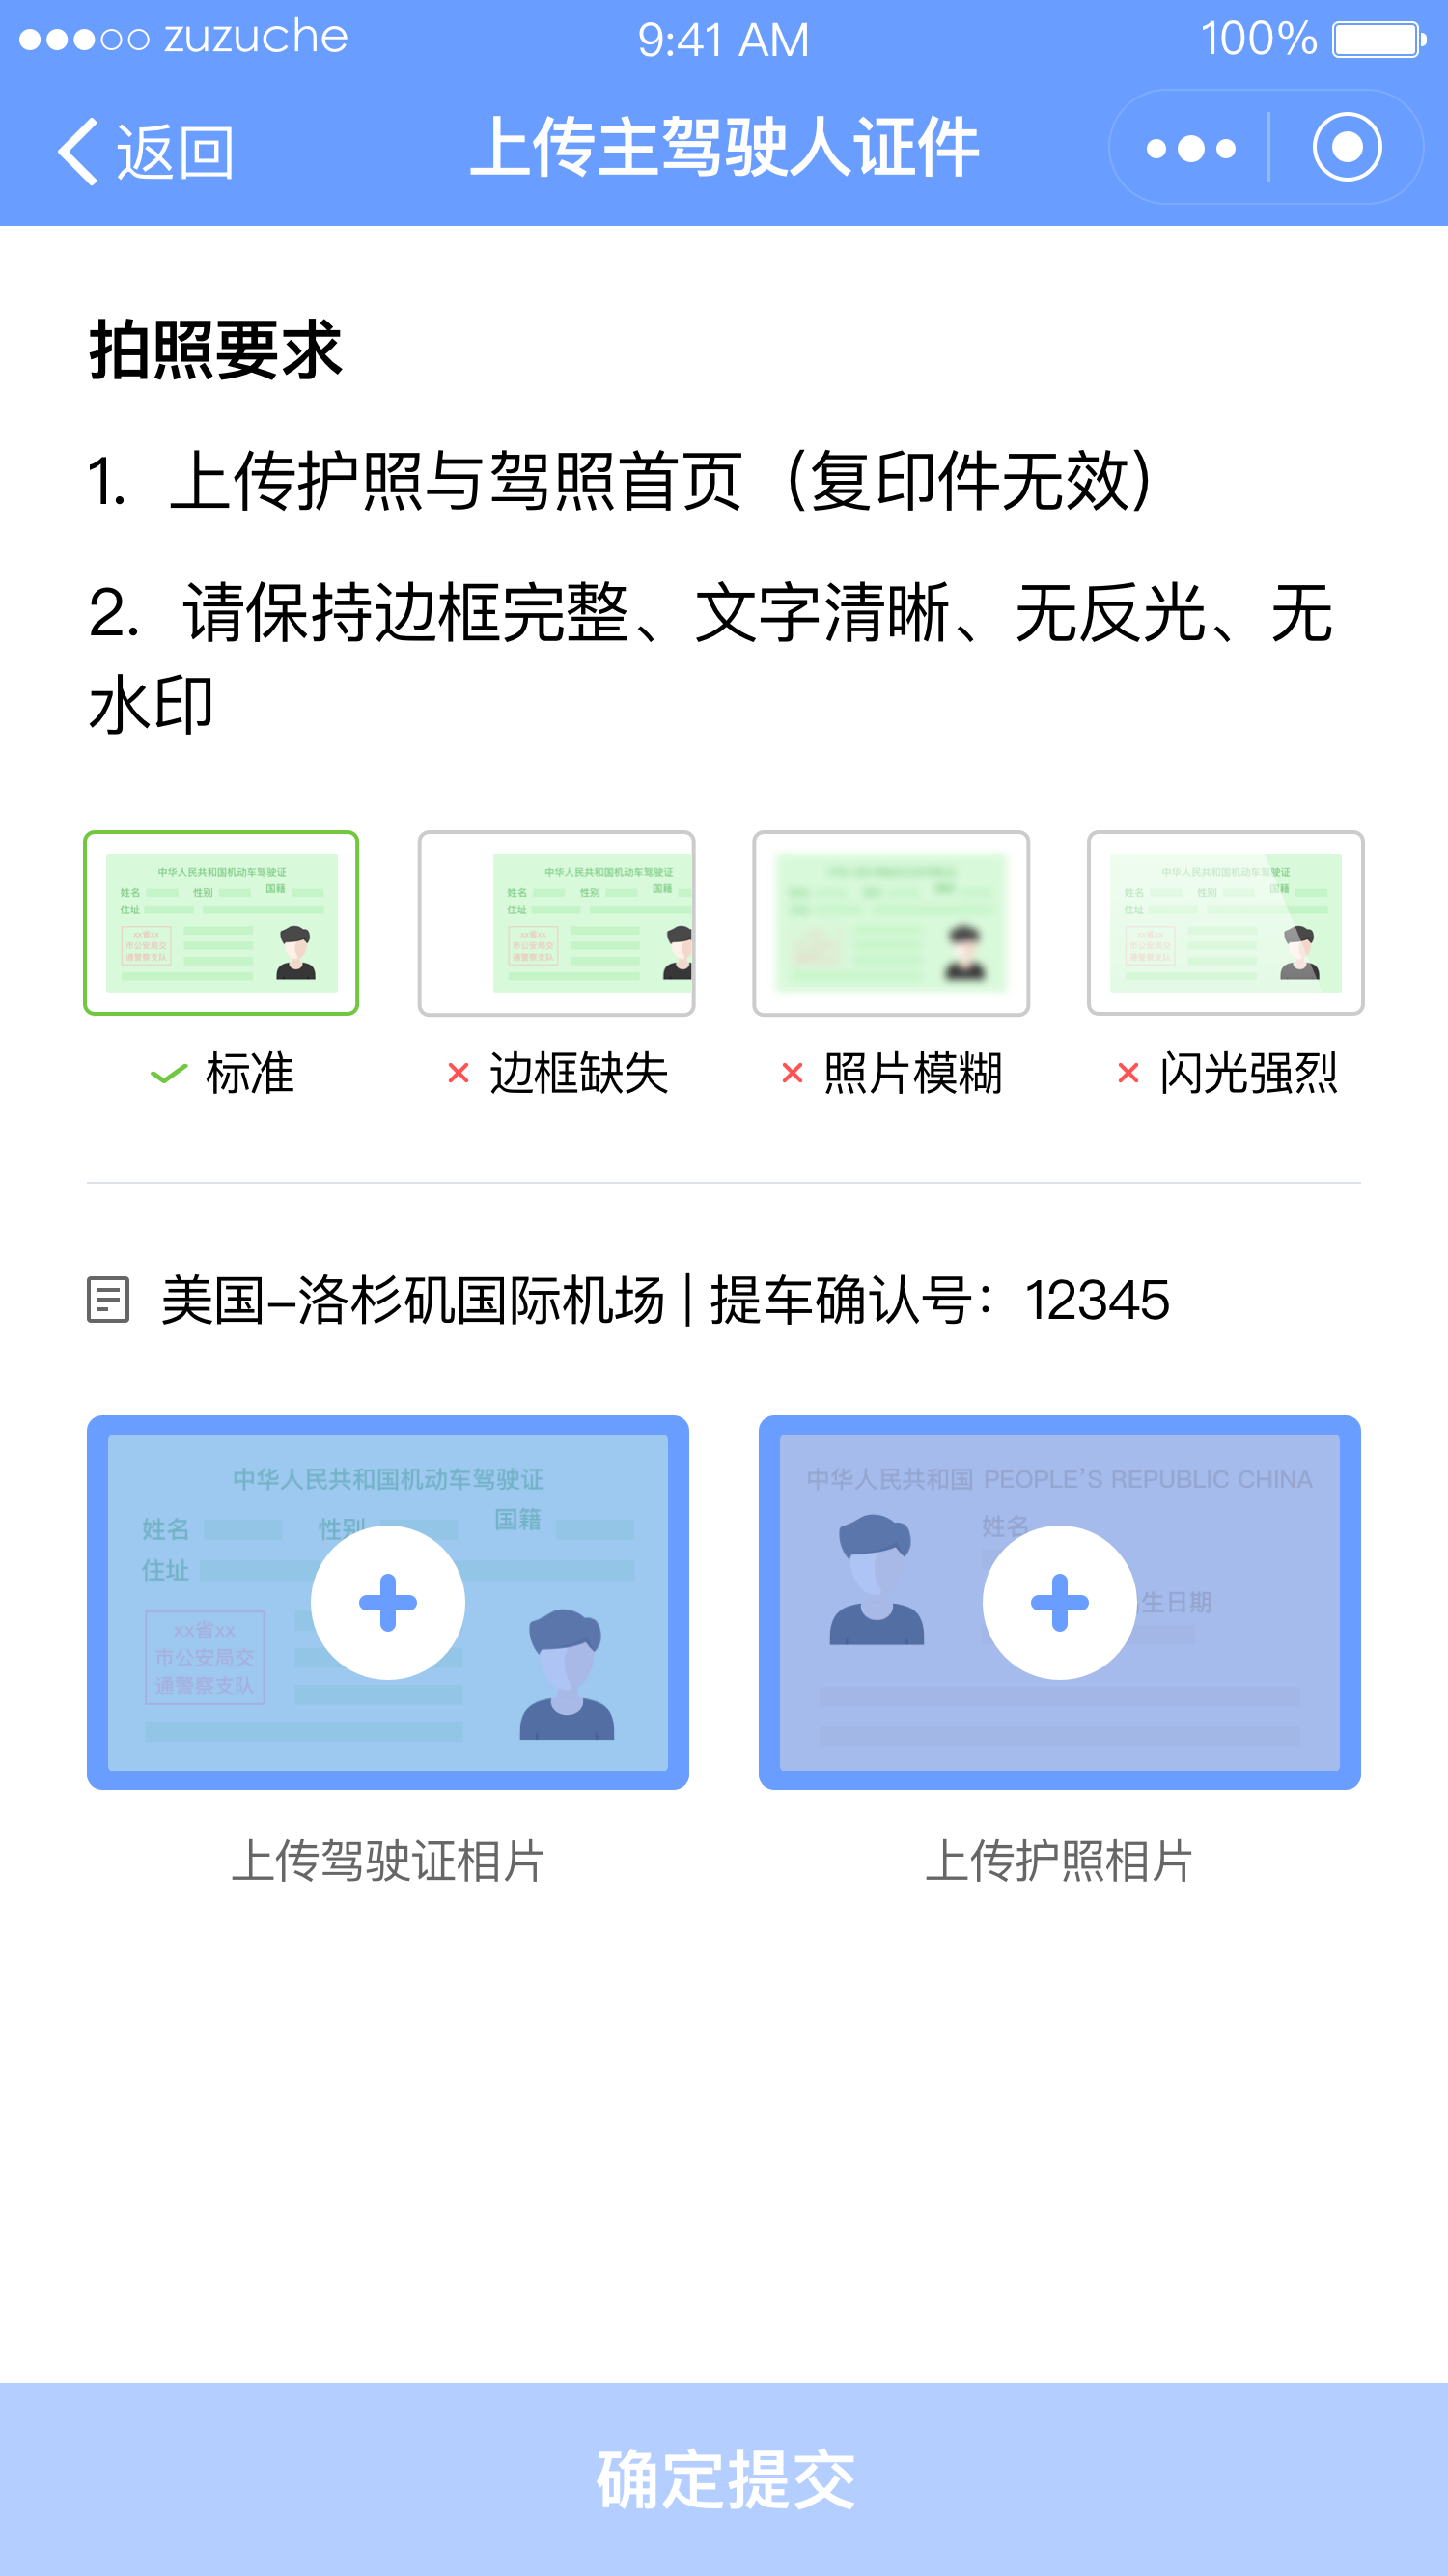 zuzuche 9:41 AM 100%
返回 上传主驾驶人证件
拍照要求
1. 上传护照与驾照首页（复印件无效）
2. 请保持边框完整、文字清晰、无反光、无
水印
中华人民共和国机动车驾驶证
姓名 性别 国籍
住址
xx省xx
市公安局交
通警察支队
中华人民共和国机动车驾驶证
姓名 性别 国籍
住址
xx省xx
市公安局交
通警察支队
中华人民共和国机动车驾驶证
姓名 性别 国籍
住址
xx省xx
市公安局交
通警察支队
标准 边框缺失 照片模糊 闪光强烈
美国-洛杉矶国际机场 | 提车确认号：12345
中华人民共和国机动车驾驶证
姓名 性别 国籍
住址
xx省xx
市公安局交
通警察支队
中华人民共和国 PEOPLE'S REPUBLIC CHINA
姓名
生日期
上传驾驶证相片 上传护照相片
确定提交